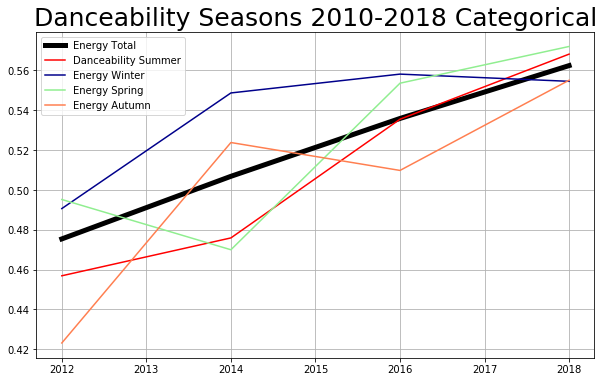 Danceability Seasons 2010-2018 Categorical
Energy Total
Danceability Summer
Energy Winter
Energy Spring
Energy Autumn
0.56
0.54
0.52
0.50
0.48
0.46
0.44
0.42
2012 2013 2014 2015 2016 2017 2018